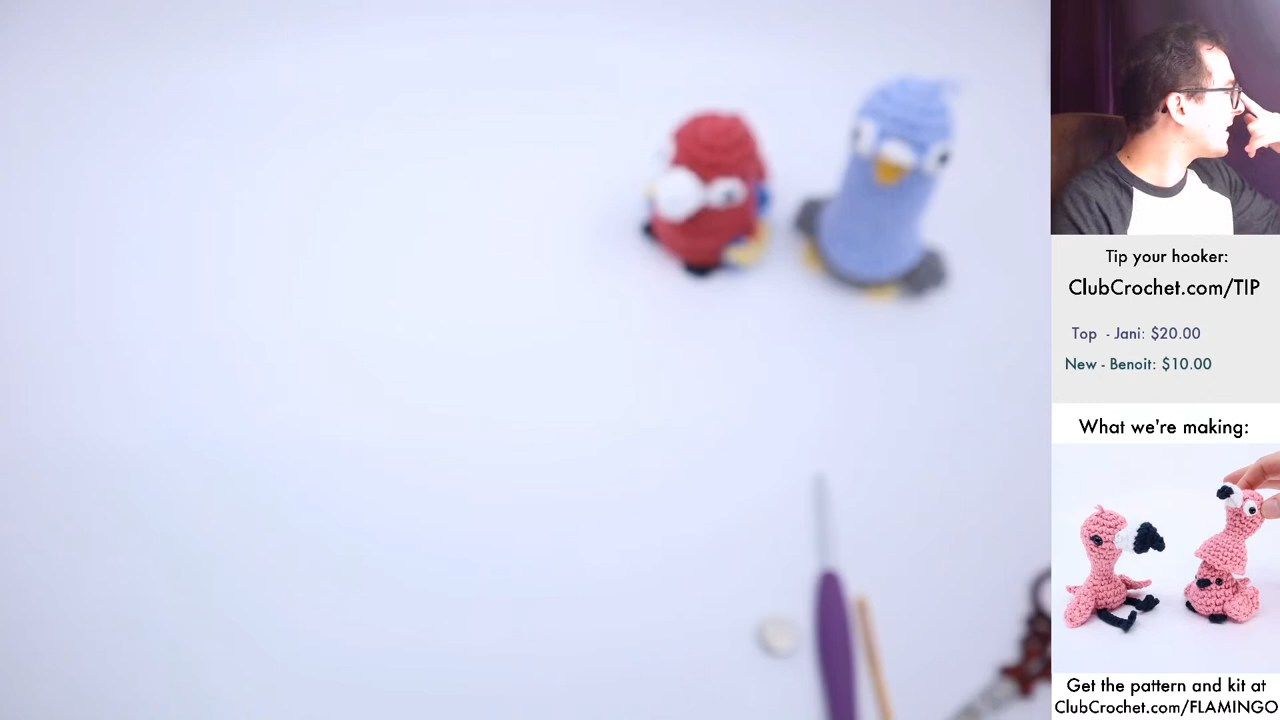 Tip your hooker:
ClubCrochet.com/TIP
Top - Jani: $20.00
New - Benoit: $10.00
What we're making:
Get the pattern and kit at
ClubCrochet.com/FLAMINGO